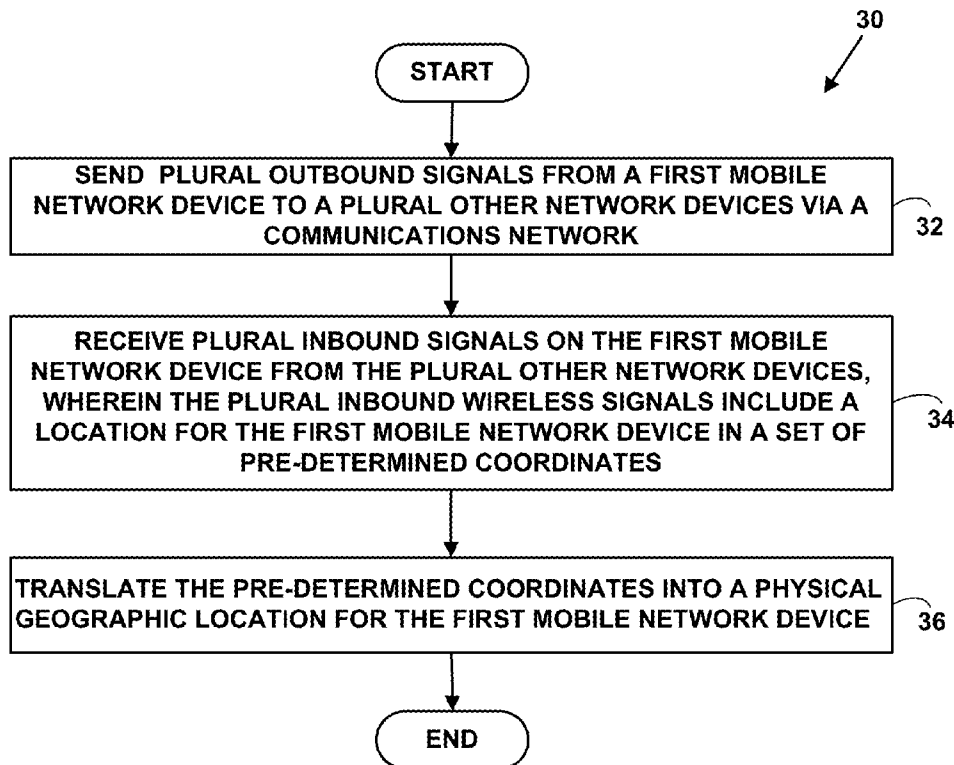 30
START
SEND PLURAL OUTBOUND SIGNALS FROM A FIRST MOBILE
NETWORK DEVICE TO A PLURAL OTHER NETWORK DEVICES VIA A
COMMUNICATIONS NETWORK
32
RECEIVE PLURAL INBOUND SIGNALS ON THE FIRST MOBILE
NETWORK DEVICE FROM THE PLURAL OTHER NETWORK DEVICES,
WHEREIN THE PLURAL INBOUND WIRELESS SIGNALS INCLUDE A
LOCATION FOR THE FIRST MOBILE NETWORK DEVICE IN A SET OF
PRE-DETERMINED COORDINATES
34
TRANSLATE THE PRE-DETERMINED COORDINATES INTO A PHYSICAL
GEOGRAPHIC LOCATION FOR THE FIRST MOBILE NETWORK DEVICE
36
END